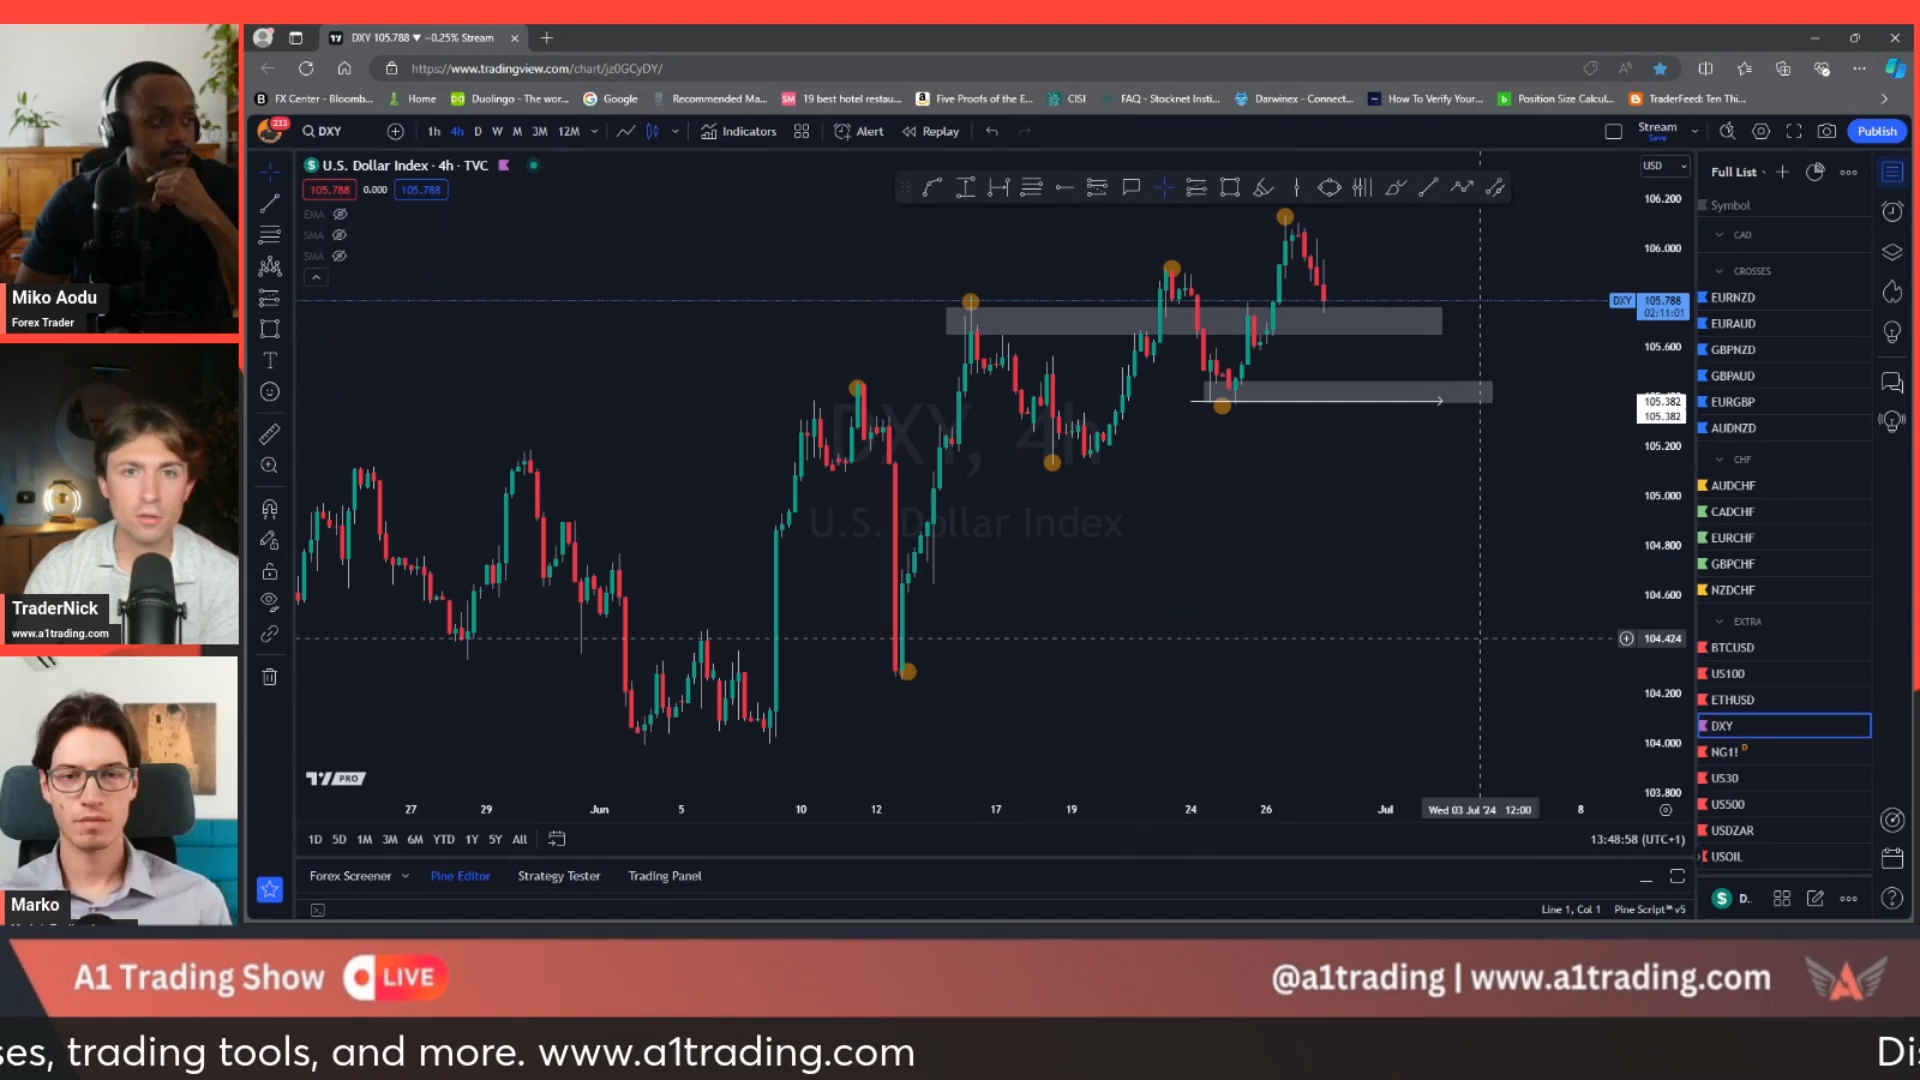 DXY 105.788 ▼ −0.25% Stream
https://www.tradingview.com/chart/jz0GCyDY/
FX Center - Bloomb...
Home
Duolingo - The wor...
Google
Recommended Ma...
19 best hotel restau...
Five Proofs of the E...
CISI
FAQ - Stocknet Insti...
Darwinex - Connect...
How To Verify Your...
Position Size Calcul...
TraderFeed: Ten Thi...
233
DXY
1h 4h D W M 3M 12M
Indicators
Alert
Replay
Stream
Save
Publish
U.S. Dollar Index · 4h · TVC
105.788 0.000 105.788
EMA
SMA
SMA
USD
Full List
Symbol
CAD
CROSSES
EURNZD
EURAUD
GBPNZD
GBPAUD
EURGBP
AUDNZD
CHF
AUDCHF
CADCHF
EURCHF
GBPCHF
NZDCHF
EXTRA
BTCUSD
US100
ETHUSD
DXY
NG1! D
US30
US500
USDZAR
USOIL
D..
106.200
106.000
DXY 105.788
02:11:01
105.600
105.382
105.382
105.200
105.000
104.800
104.600
104.424
104.200
104.000
103.800
DXY, 4h
U.S. Dollar Index
PRO
27 29 Jun 5 10 12 17 19 24 26 Jul Wed 03 Jul '24 12:00 8
1D 5D 1M 3M 6M YTD 1Y 5Y All
13:48:58 (UTC+1)
Forex Screener Pine Editor Strategy Tester Trading Panel
Line 1, Col 1 Pine Script™ v5
Miko Aodu
Forex Trader
TraderNick
www.a1trading.com
Marko
A1 Trading Show LIVE
@a1trading | www.a1trading.com
ses, trading tools, and more. www.a1trading.com
Dis